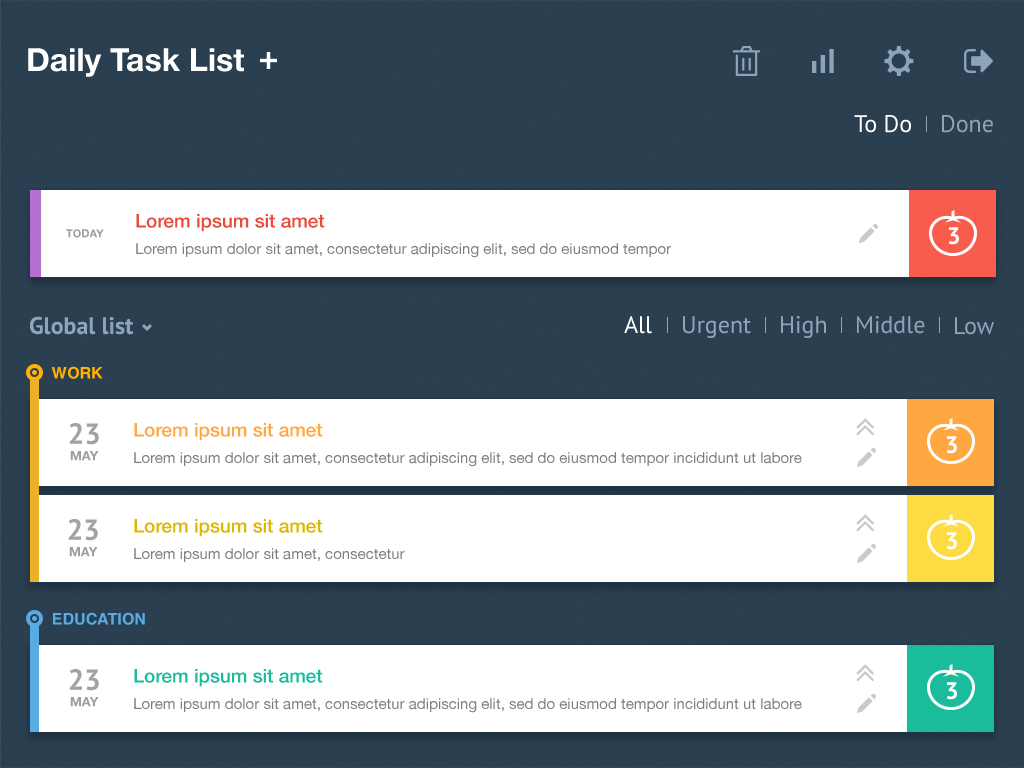 Daily Task List +
To Do | Done
TODAY
Lorem ipsum sit amet
Lorem ipsum dolor sit amet, consectetur adipiscing elit, sed do eiusmod tempor
3
Global list
All | Urgent | High | Middle | Low
WORK
23
MAY
Lorem ipsum sit amet
Lorem ipsum dolor sit amet, consectetur adipiscing elit, sed do eiusmod tempor incididunt ut labore
3
23
MAY
Lorem ipsum sit amet
Lorem ipsum dolor sit amet, consectetur
3
EDUCATION
23
MAY
Lorem ipsum sit amet
Lorem ipsum dolor sit amet, consectetur adipiscing elit, sed do eiusmod tempor incididunt ut labore
3